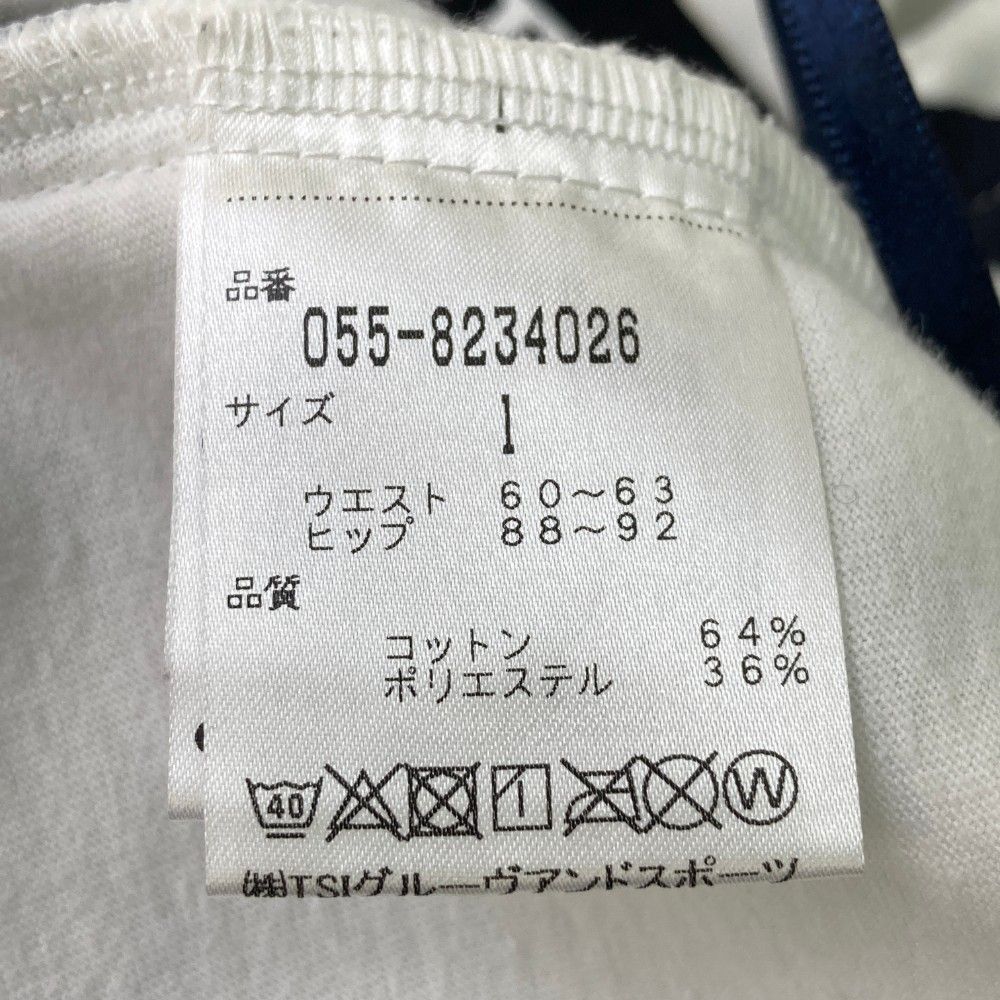 品番
055-8234026
サイズ 1
ウエスト 60～63
ヒップ 88～92
品質
コットン 64%
ポリエステル 36%
40 1 W
㈱TSIグルーヴアンドスポーツ